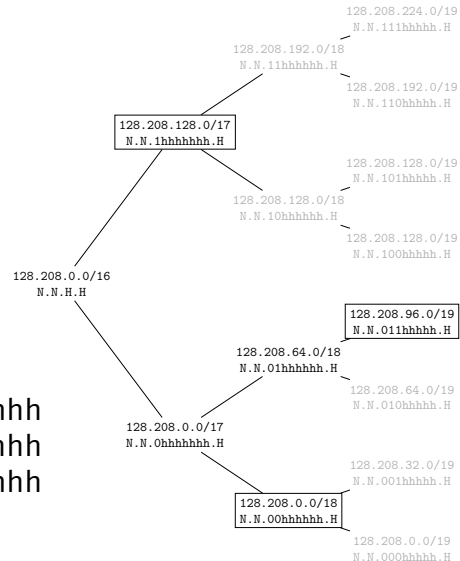 128.208.224.0/19
N.N.111hhhhh.H
128.208.192.0/18
N.N.11hhhhhh.H
128.208.192.0/19
N.N.110hhhhh.H
128.208.128.0/17
N.N.1hhhhhhh.H
128.208.128.0/19
N.N.101hhhhh.H
128.208.128.0/18
N.N.10hhhhhh.H
128.208.128.0/19
N.N.100hhhhh.H
128.208.0.0/16
N.N.H.H
128.208.96.0/19
N.N.011hhhhh.H
128.208.64.0/18
N.N.01hhhhhh.H
128.208.64.0/19
N.N.010hhhhh.H
hhh
hhh
hhh
128.208.0.0/17
N.N.0hhhhhhh.H
128.208.32.0/19
N.N.001hhhhh.H
128.208.0.0/18
N.N.00hhhhhh.H
128.208.0.0/19
N.N.000hhhhh.H